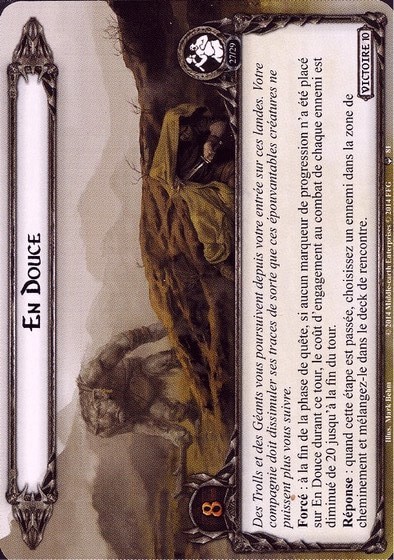 En Douce
8
27/29
Des Trolls et des Géants vous poursuivent depuis votre entrée sur ces landes. Votre
compagnie doit dissimuler ses traces de sorte que ces épouvantables créatures ne
puissent plus vous suivre.
Forcé : à la fin de la phase de quête, si aucun marqueur de progression n'a été placé
sur En Douce durant ce tour, le coût d'engagement au combat de chaque ennemi est
diminué de 20 jusqu'à la fin du tour.
Réponse : quand cette étape est passée, choisissez un ennemi dans la zone de
cheminement et mélangez-le dans le deck de rencontre.
VICTOIRE 10
Illus. Mark Behm
© 2014 Middle-earth Enterprises © 2014 FFG
81